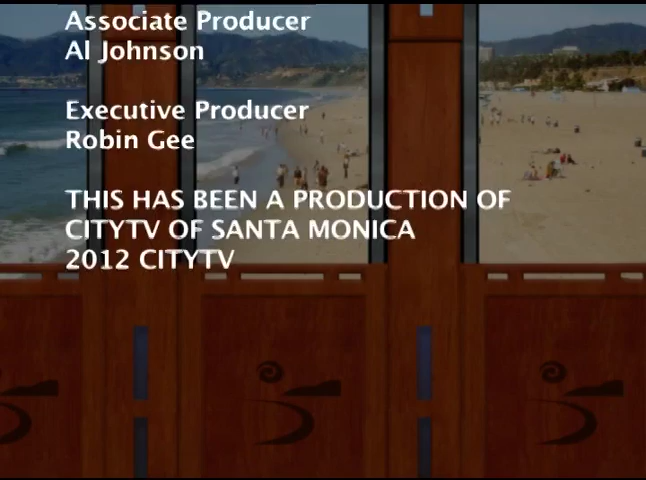 Associate Producer
Al Johnson
Executive Producer
Robin Gee
THIS HAS BEEN A PRODUCTION OF
CITYTV OF SANTA MONICA
2012 CITYTV